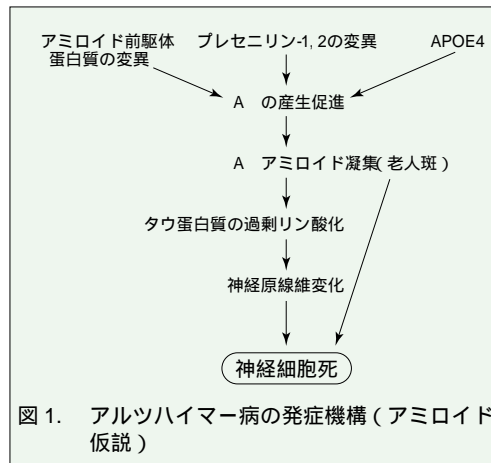 アミロイド前駆体 プレセニリン-1, 2の変異 APOE4
蛋白質の変異
A の産生促進
A アミロイド凝集(老人斑)
タウ蛋白質の過剰リン酸化
神経原線維変化
神経細胞死
図1. アルツハイマー病の発症機構(アミロイド
仮説)